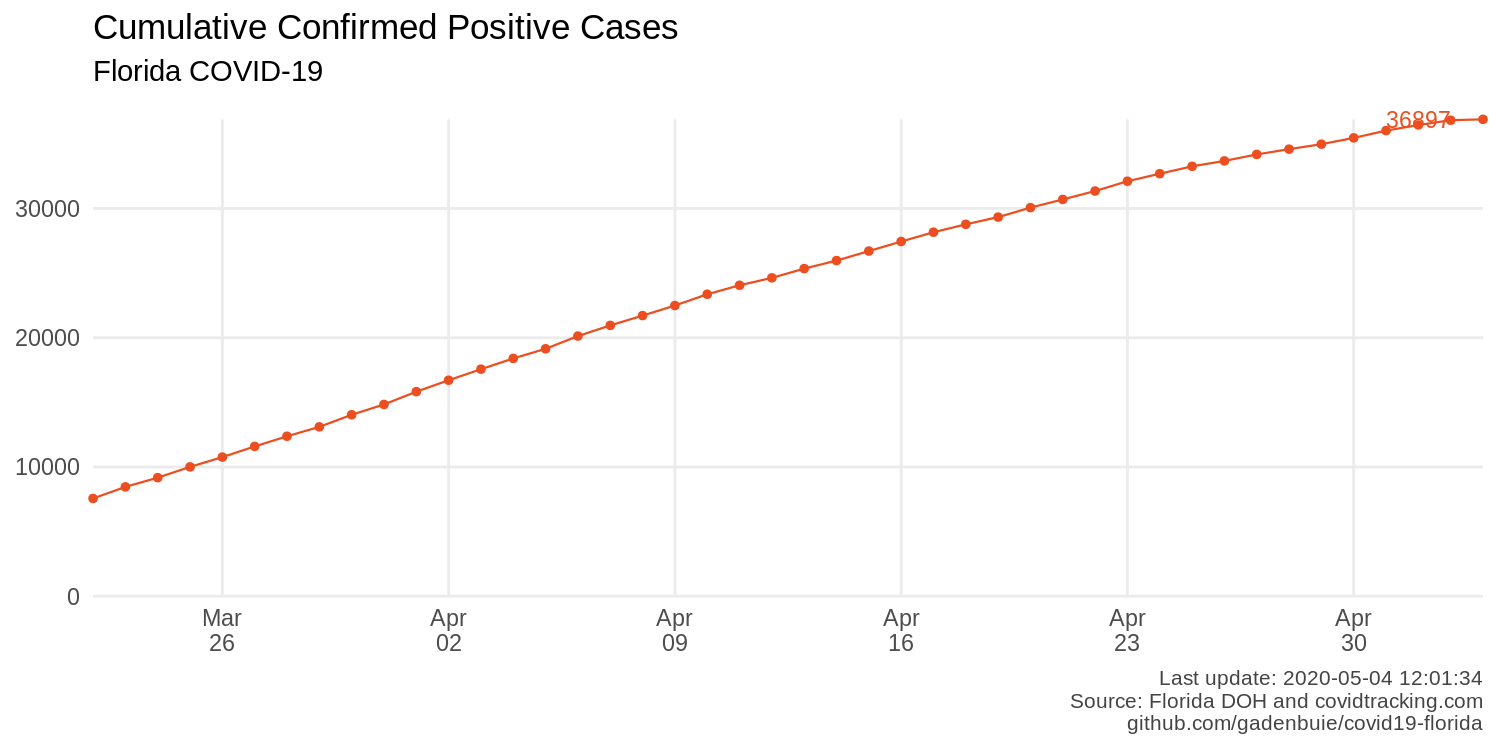 Cumulative Confirmed Positive Cases
Florida COVID-19
36897
30000
20000
10000
0
Mar
26
Apr
02
Apr
09
Apr
16
Apr
23
Apr
30
Last update: 2020-05-04 12:01:34
Source: Florida DOH and covidtracking.com
github.com/gadenbuie/covid19-florida